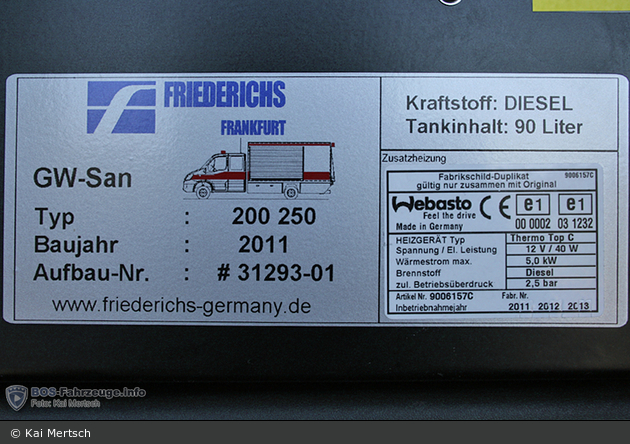 FRIEDERICHS
FRANKFURT
GW-San
Typ : 200 250
Baujahr : 2011
Aufbau-Nr. : # 31293-01
www.friederichs-germany.de
Kraftstoff: DIESEL
Tankinhalt: 90 Liter
Zusatzheizung
Fabrikschild-Duplikat 9006157C
gültig nur zusammen mit Original
Webasto CE e1 e1
Feel the drive
Made in Germany 00 0002 03 1232
HEIZGERÄT Typ Thermo Top C
Spannung / El. Leistung 12 V / 40 W
Wärmestrom max. 5,0 kW
Brennstoff Diesel
zul. Betriebsüberdruck 2,5 bar
Artikel Nr. 9006157C Fabr. Nr.
Inbetriebnahmejahr 2011 2012 2013
BOS-Fahrzeuge.Info
Foto: Kai Mertsch
© Kai Mertsch